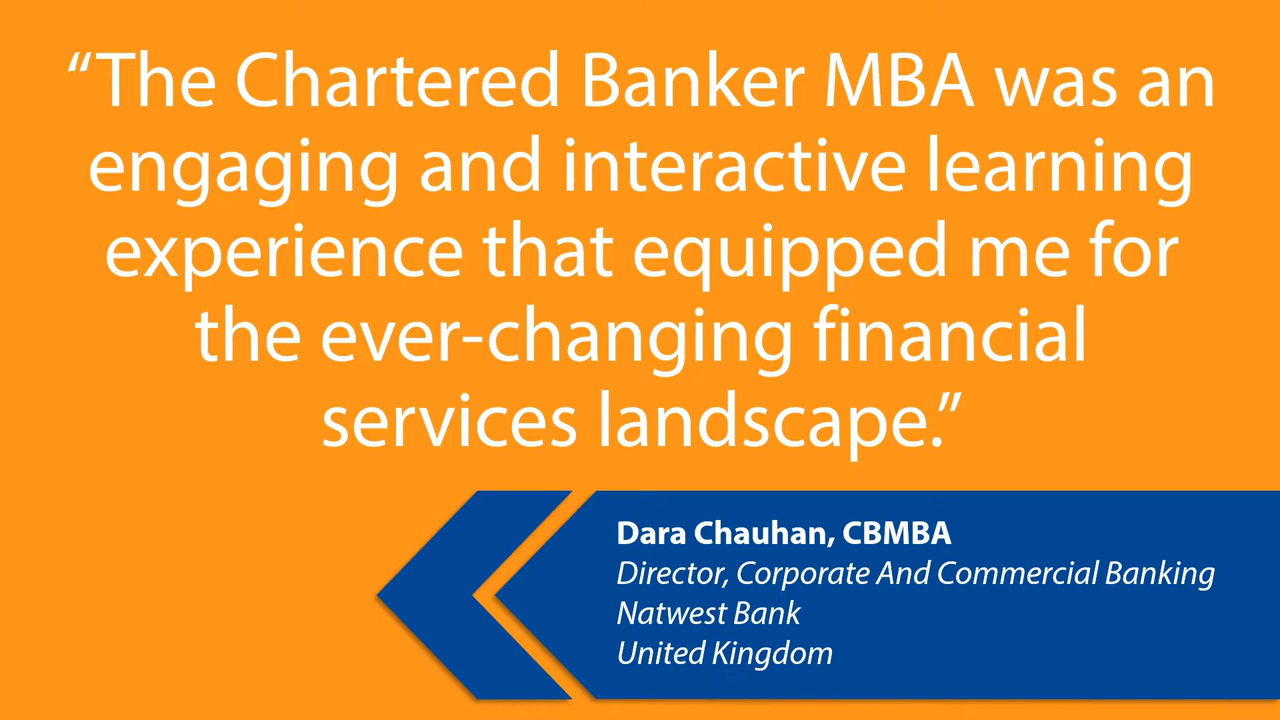 “The Chartered Banker MBA was an
engaging and interactive learning
experience that equipped me for
the ever-changing financial
services landscape.”
Dara Chauhan, CBMBA
Director, Corporate And Commercial Banking
Natwest Bank
United Kingdom